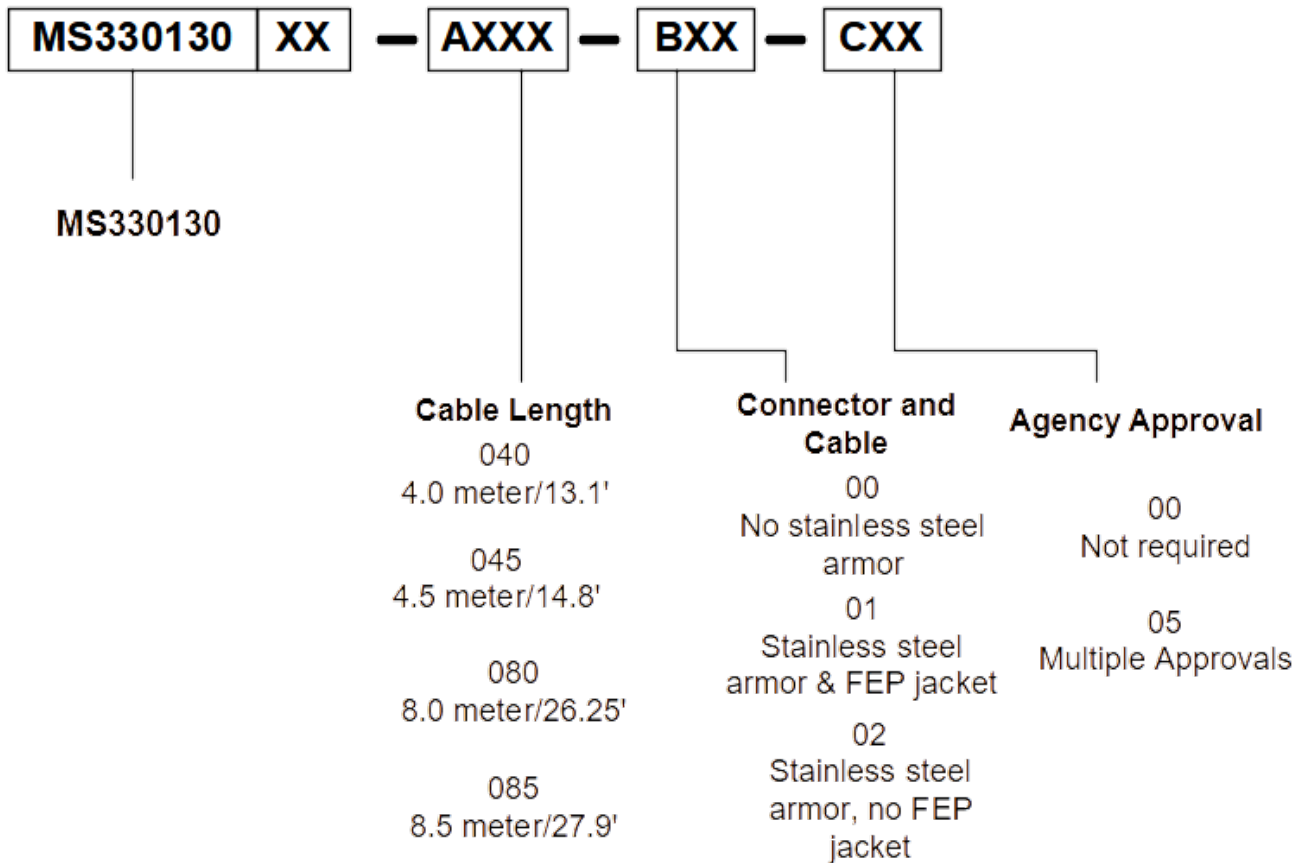 MS330130 XX - AXXX - BXX - CXX
MS330130
Cable Length
040
4.0 meter/13.1'
045
4.5 meter/14.8'
080
8.0 meter/26.25'
085
8.5 meter/27.9'
Connector and
Cable
00
No stainless steel
armor
01
Stainless steel
armor & FEP jacket
02
Stainless steel
armor, no FEP
jacket
Agency Approval
00
Not required
05
Multiple Approvals